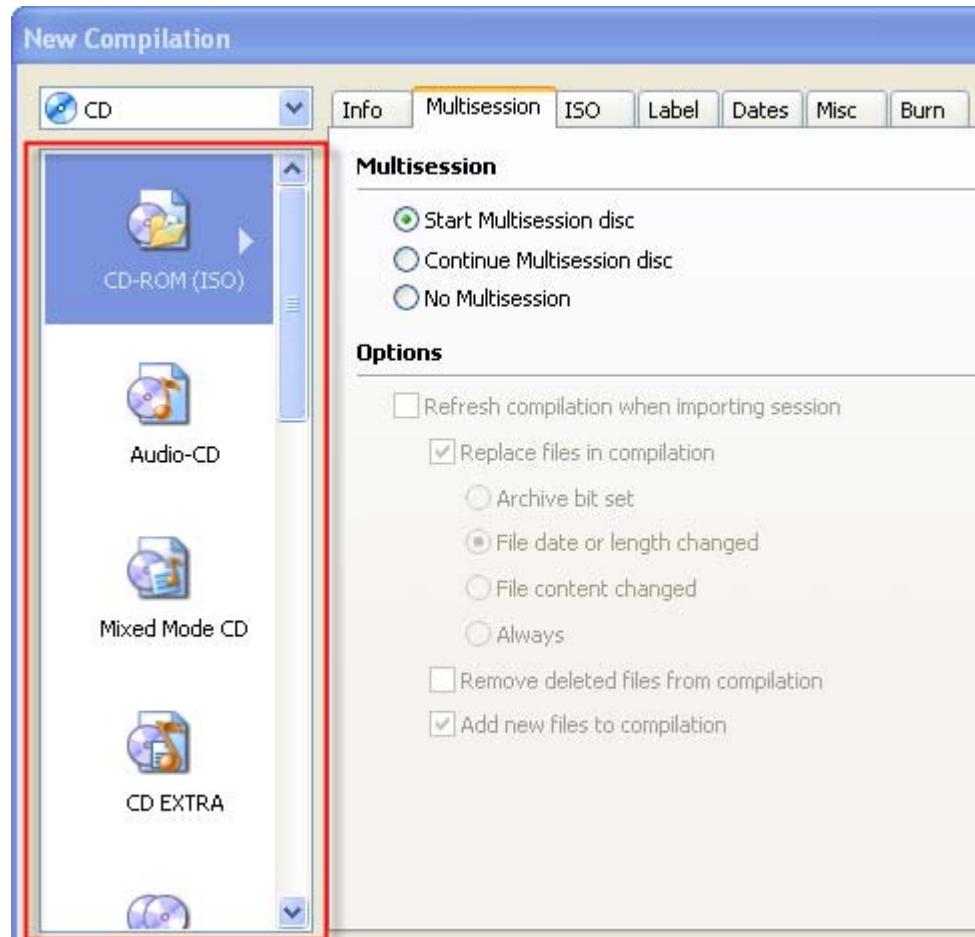 New Compilation
CD
Info Multisession ISO Label Dates Misc Burn
CD-ROM (ISO)
Audio-CD
Mixed Mode CD
CD EXTRA
Multisession
Start Multisession disc
Continue Multisession disc
No Multisession
Options
Refresh compilation when importing session
Replace files in compilation
Archive bit set
File date or length changed
File content changed
Always
Remove deleted files from compilation
Add new files to compilation